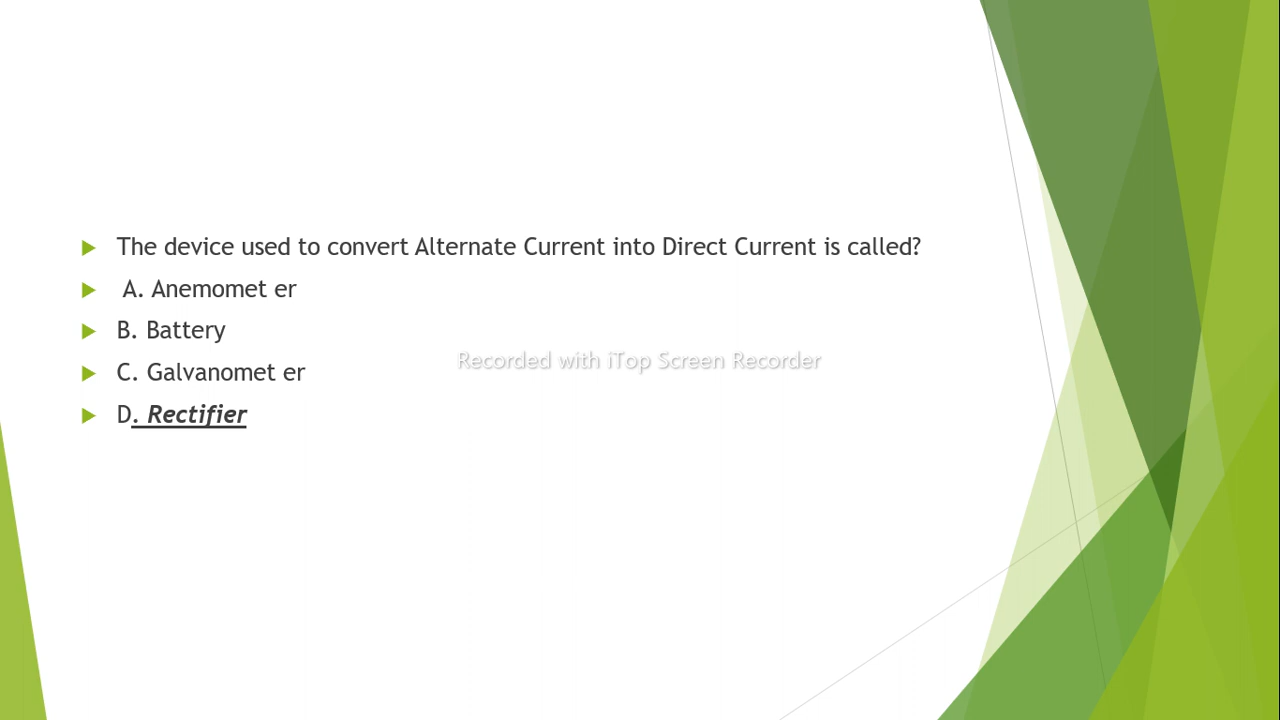 The device used to convert Alternate Current into Direct Current is called?
A. Anemomet er
B. Battery
Recorded with iTop Screen Recorder
C. Galvanomet er
D. Rectifier